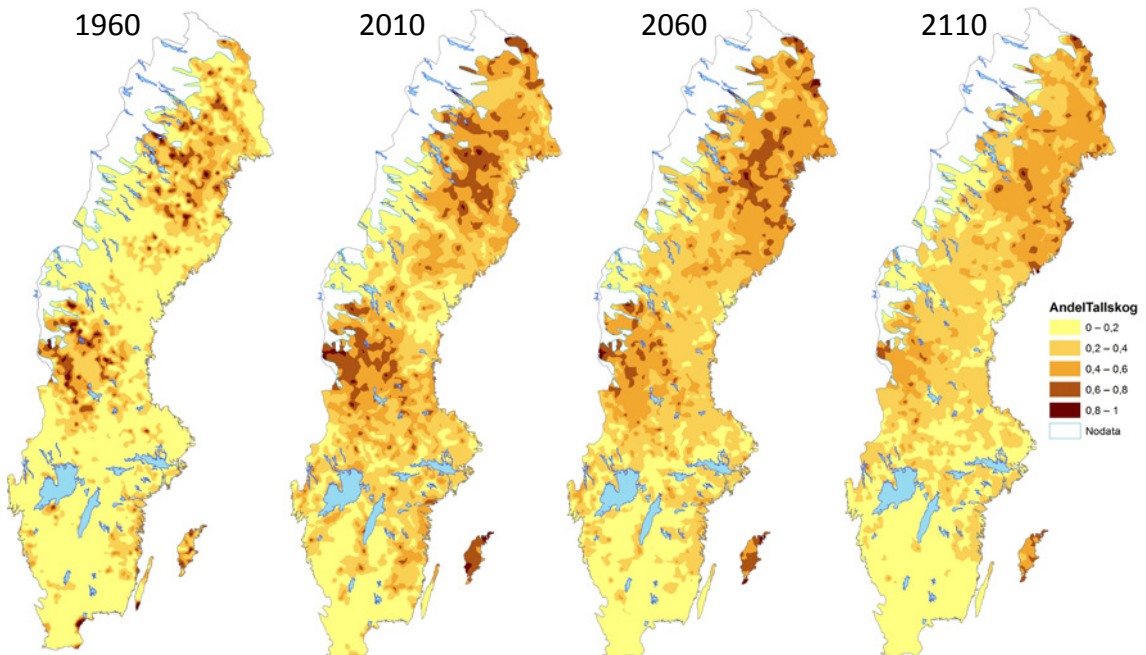 1960
2010
2060
2110
AndelTallskog
0 – 0,2
0,2 – 0,4
0,4 – 0,6
0,6 – 0,8
0,8 – 1
Nodata